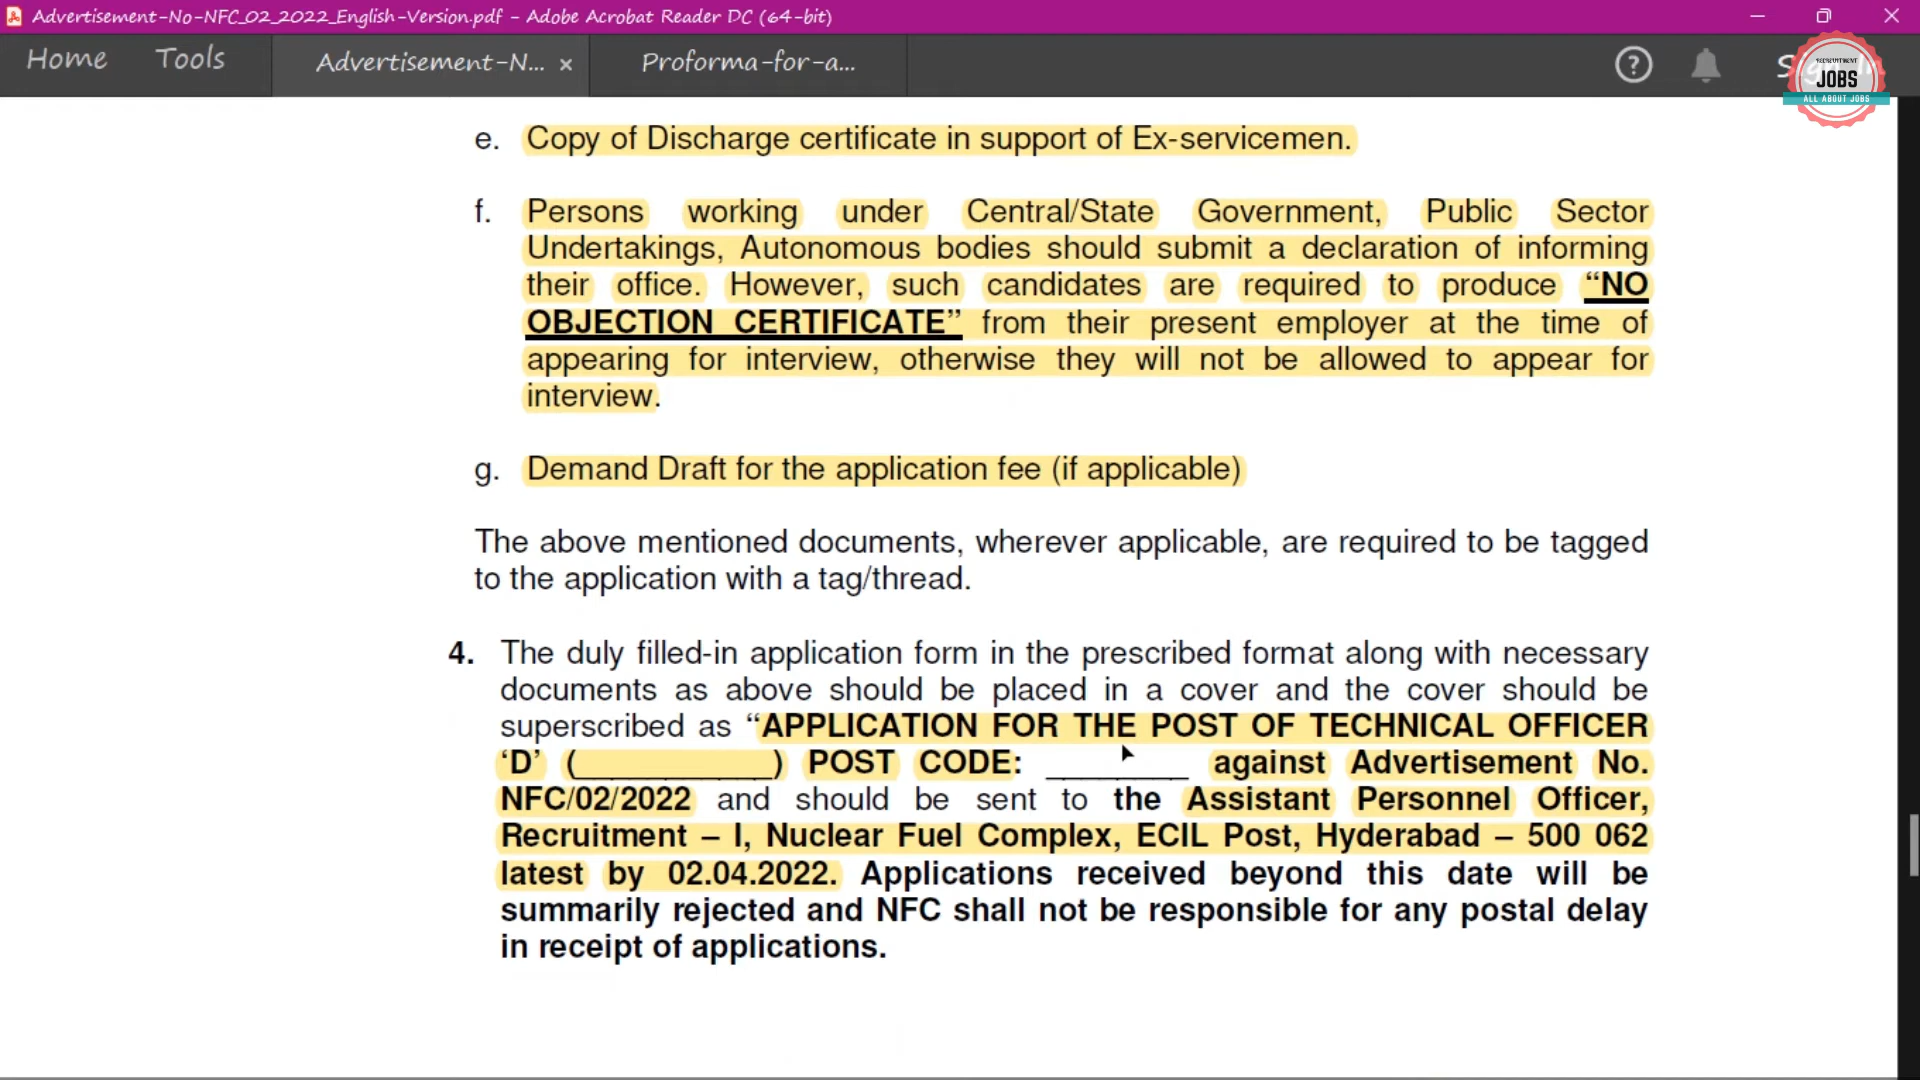 Advertisement-No-NFC_02_2022_English-Version.pdf - Adobe Acrobat Reader DC (64-bit)
Home Tools Advertisement-N... × Proforma-for-a...
RECRUITMENT
JOBS
ALL ABOUT JOBS
e. Copy of Discharge certificate in support of Ex-servicemen.
f. Persons working under Central/State Government, Public Sector
Undertakings, Autonomous bodies should submit a declaration of informing
their office. However, such candidates are required to produce “NO
OBJECTION CERTIFICATE” from their present employer at the time of
appearing for interview, otherwise they will not be allowed to appear for
interview.
g. Demand Draft for the application fee (if applicable)
The above mentioned documents, wherever applicable, are required to be tagged
to the application with a tag/thread.
4. The duly filled-in application form in the prescribed format along with necessary
documents as above should be placed in a cover and the cover should be
superscribed as “APPLICATION FOR THE POST OF TECHNICAL OFFICER
‘D’ (___________) POST CODE: ________ against Advertisement No.
NFC/02/2022 and should be sent to the Assistant Personnel Officer,
Recruitment – I, Nuclear Fuel Complex, ECIL Post, Hyderabad – 500 062
latest by 02.04.2022. Applications received beyond this date will be
summarily rejected and NFC shall not be responsible for any postal delay
in receipt of applications.